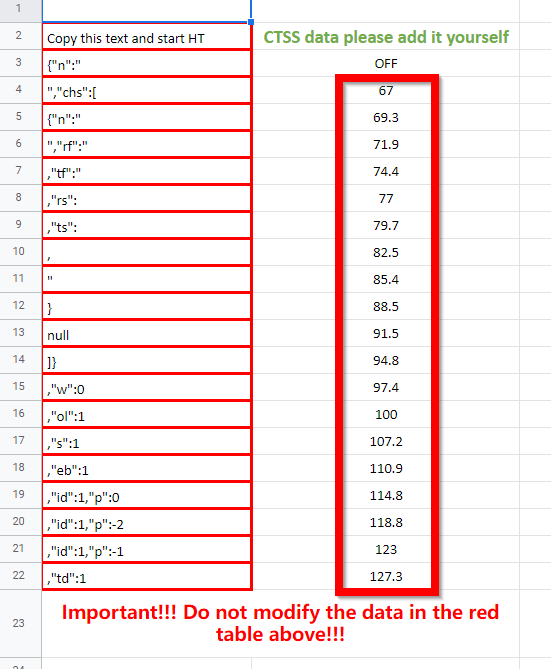 1
2 Copy this text and start HT CTSS data please add it yourself
3 {"n":" OFF
4 ","chs":[ 67
5 {"n":" 69.3
6 ","rf":" 71.9
7 ,"tf":" 74.4
8 ,"rs": 77
9 ,"ts": 79.7
10 , 82.5
11 " 85.4
12 } 88.5
13 null 91.5
14 ]} 94.8
15 ,"w":0 97.4
16 ,"ol":1 100
17 ,"s":1 107.2
18 ,"eb":1 110.9
19 ,"id":1,"p":0 114.8
20 ,"id":1,"p":-2 118.8
21 ,"id":1,"p":-1 123
22 ,"td":1 127.3
23 Important!!! Do not modify the data in the red
table above!!!